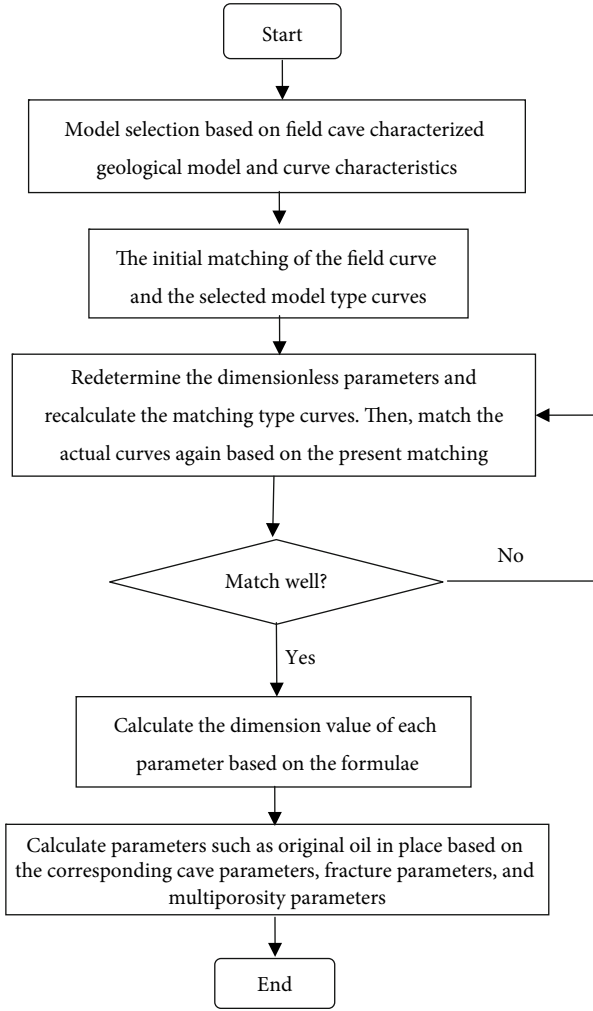 Start
Model selection based on field cave characterized
geological model and curve characteristics
The initial matching of the field curve
and the selected model type curves
Redetermine the dimensionless parameters and
recalculate the matching type curves. Then, match the
actual curves again based on the present matching
Match well?
No
Yes
Calculate the dimension value of each
parameter based on the formulae
Calculate parameters such as original oil in place based on
the corresponding cave parameters, fracture parameters, and
multiporosity parameters
End